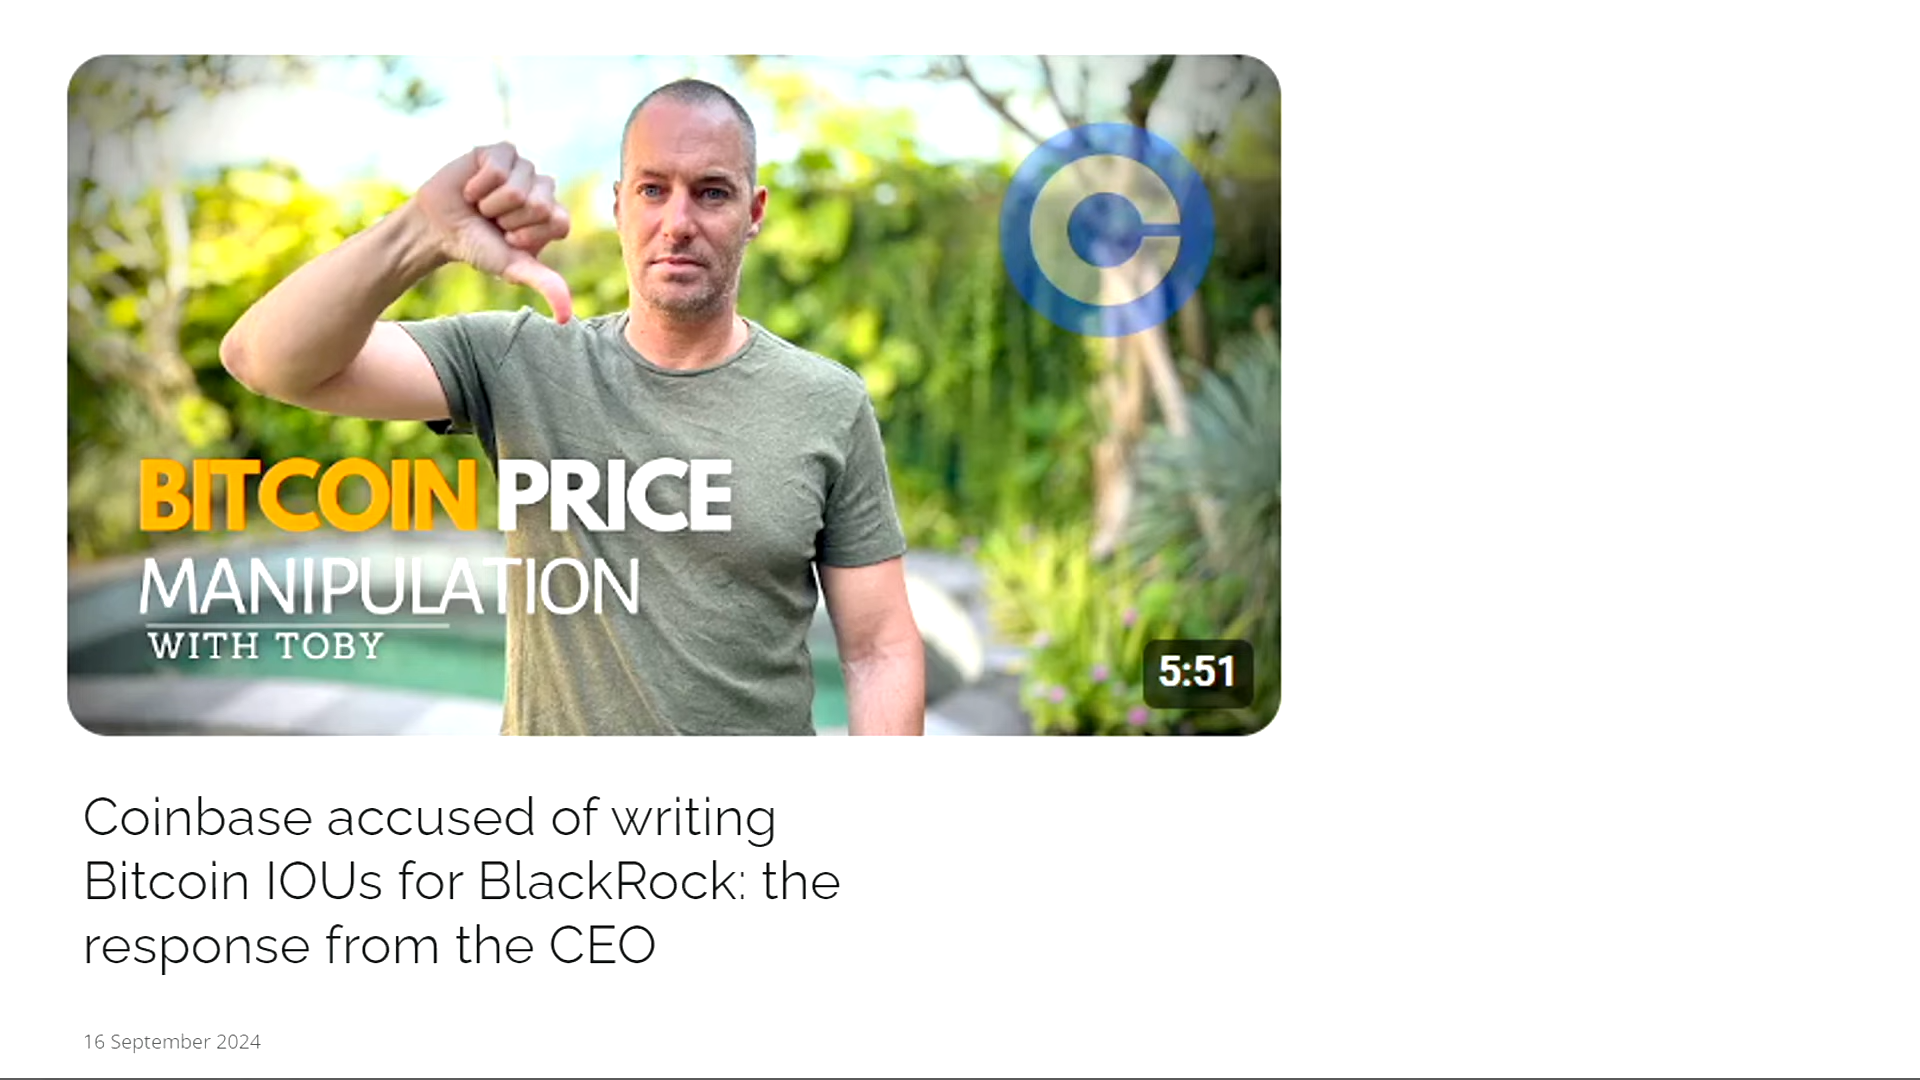 BITCOIN PRICE
MANIPULATION
WITH TOBY
5:51
Coinbase accused of writing
Bitcoin IOUs for BlackRock: the
response from the CEO
16 September 2024